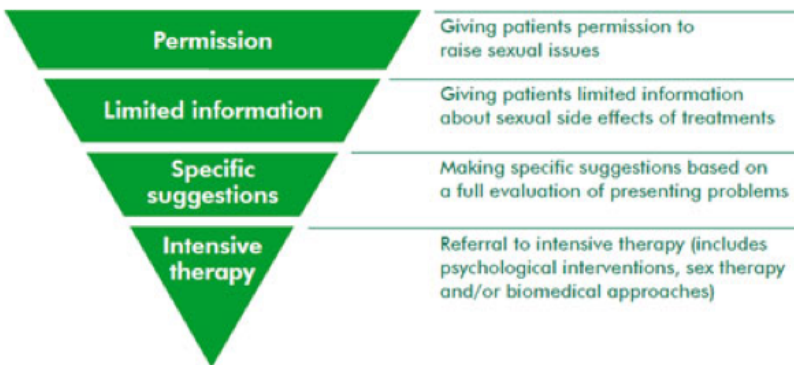 Permission
Giving patients permission to
raise sexual issues
Limited information
Giving patients limited information
about sexual side effects of treatments
Specific
suggestions
Making specific suggestions based on
a full evaluation of presenting problems
Intensive
therapy
Referral to intensive therapy (includes
psychological interventions, sex therapy
and/or biomedical approaches)